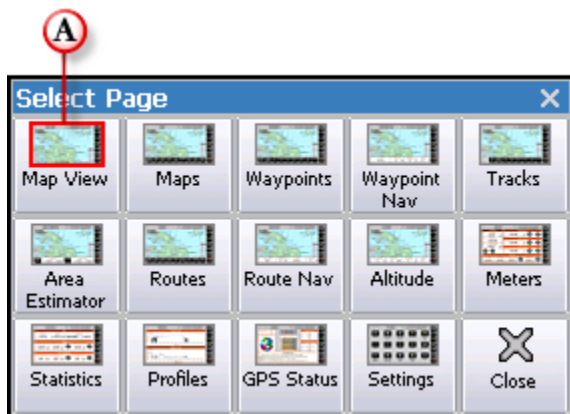 A
Select Page
Map View
Maps
Waypoints
Waypoint
Nav
Tracks
Area
Estimator
Routes
Route Nav
Altitude
Meters
Statistics
Profiles
GPS Status
Settings
Close